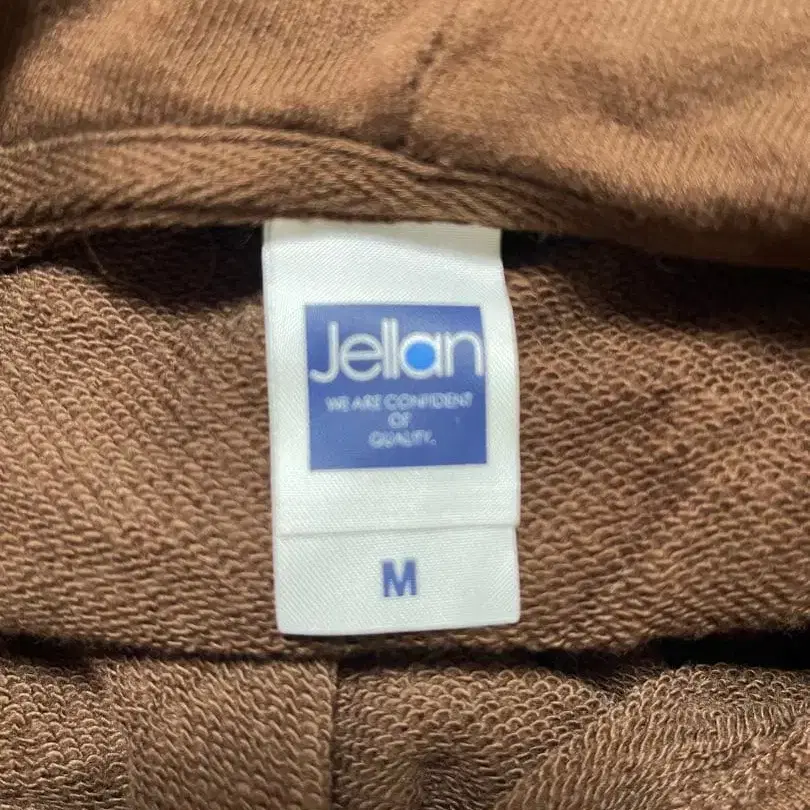 Jellan
WE ARE CONFIDENT
OF
QUALITY.
M